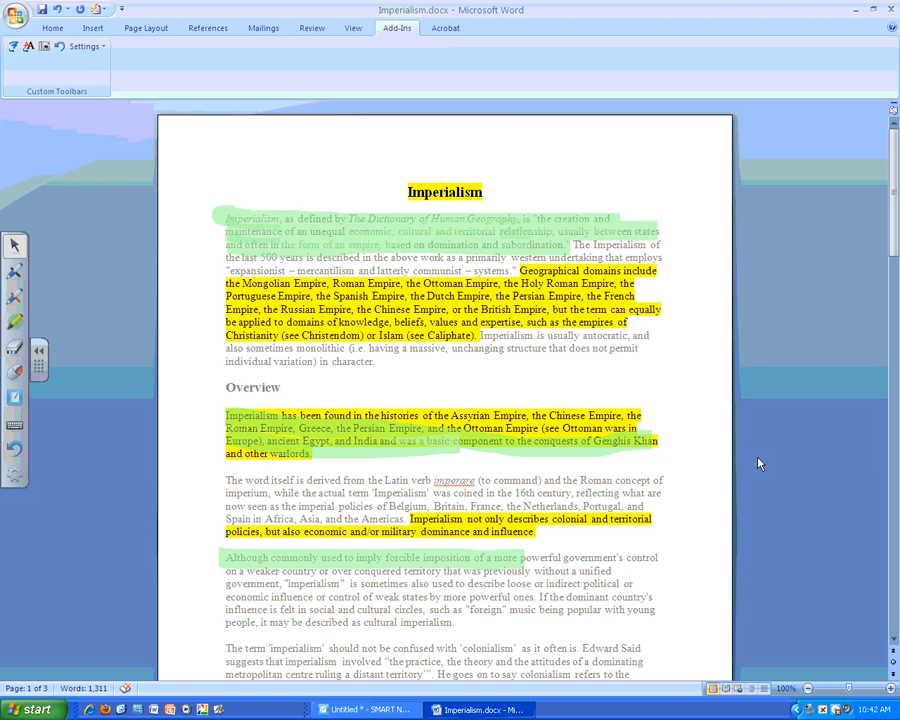 Imperialism.docx - Microsoft Word
Home Insert Page Layout References Mailings Review View Add-Ins Acrobat
Settings
Custom Toolbars
Imperialism
Imperialism, as defined by The Dictionary of Human Geography, is "the creation and
maintenance of an unequal economic, cultural and territorial relationship, usually between states
and often in the form of an empire, based on domination and subordination." The Imperialism of
the last 500 years is described in the above work as a primarily western undertaking that employs
"expansionist – mercantilism and latterly communist – systems." Geographical domains include
the Mongolian Empire, Roman Empire, the Ottoman Empire, the Holy Roman Empire, the
Portuguese Empire, the Spanish Empire, the Dutch Empire, the Persian Empire, the French
Empire, the Russian Empire, the Chinese Empire, or the British Empire, but the term can equally
be applied to domains of knowledge, beliefs, values and expertise, such as the empires of
Christianity (see Christendom) or Islam (see Caliphate). Imperialism is usually autocratic, and
also sometimes monolithic (i.e. having a massive, unchanging structure that does not permit
individual variation) in character.
Overview
Imperialism has been found in the histories of the Assyrian Empire, the Chinese Empire, the
Roman Empire, Greece, the Persian Empire, and the Ottoman Empire (see Ottoman wars in
Europe), ancient Egypt, and India and was a basic component to the conquests of Genghis Khan
and other warlords.
The word itself is derived from the Latin verb imperare (to command) and the Roman concept of
imperium, while the actual term 'Imperialism' was coined in the 16th century, reflecting what are
now seen as the imperial policies of Belgium, Britain, France, the Netherlands, Portugal, and
Spain in Africa, Asia, and the Americas. Imperialism not only describes colonial and territorial
policies, but also economic and/or military dominance and influence.
Although commonly used to imply forcible imposition of a more powerful government's control
on a weaker country or over conquered territory that was previously without a unified
government, "imperialism" is sometimes also used to describe loose or indirect political or
economic influence or control of weak states by more powerful ones. If the dominant country's
influence is felt in social and cultural circles, such as "foreign" music being popular with young
people, it may be described as cultural imperialism.
The term 'imperialism' should not be confused with 'colonialism' as it often is. Edward Said
suggests that imperialism involved "'the practice, the theory and the attitudes of a dominating
metropolitan centre ruling a distant territory'". He goes on to say colonialism refers to the
Page: 1 of 3 Words: 1,311 100%
start Untitled * - SMART N... Imperialism.docx - Mi... 10:42 AM